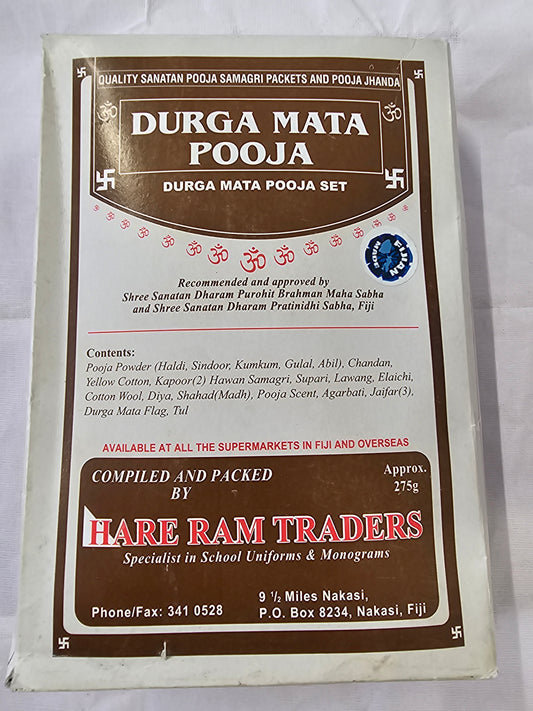 QUALITY SANATAN POOJA SAMAGRI PACKETS AND POOJA JHANDA
ॐ ॐ
DURGA MATA
POOJA
DURGA MATA POOJA SET
ॐ ॐ ॐ ॐ ॐ ॐ ॐ ॐ ॐ ॐ ॐ ॐ ॐ
FIJIAN
MADE
Recommended and approved by
Shree Sanatan Dharam Purohit Brahman Maha Sabha
and Shree Sanatan Dharam Pratinidhi Sabha, Fiji
Contents:
Pooja Powder (Haldi, Sindoor, Kumkum, Gulal, Abil), Chandan,
Yellow Cotton, Kapoor(2) Hawan Samagri, Supari, Lawang, Elaichi,
Cotton Wool, Diya, Shahad(Madh), Pooja Scent, Agarbati, Jaifar(3),
Durga Mata Flag, Tul
AVAILABLE AT ALL THE SUPERMARKETS IN FIJI AND OVERSEAS
COMPILED AND PACKED
BY
Approx.
275g
HARE RAM TRADERS
Specialist in School Uniforms & Monograms
Phone/Fax: 341 0528
9 ½ Miles Nakasi,
P.O. Box 8234, Nakasi, Fiji